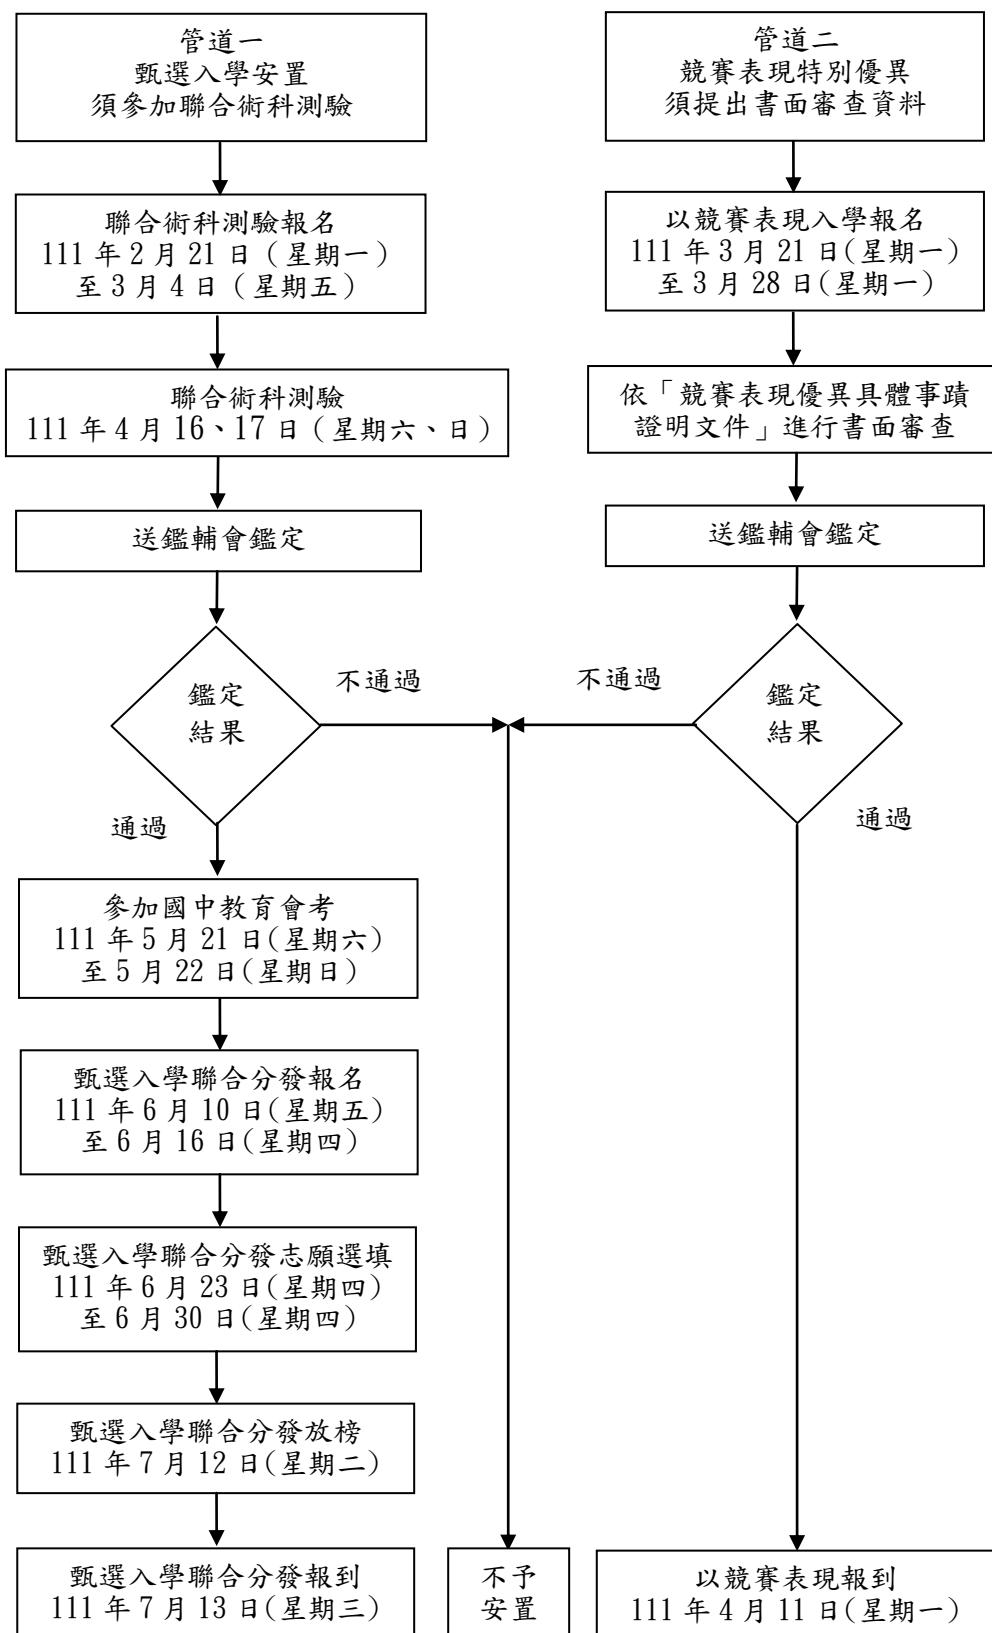 管道一
甄選入學安置
須參加聯合術科測驗
聯合術科測驗報名
111 年 2 月 21 日（星期一）
至 3 月 4 日（星期五）
聯合術科測驗
111 年 4 月 16、17 日（星期六、日）
送鑑輔會鑑定
鑑定
結果
不通過
通過
參加國中教育會考
111 年 5 月 21 日(星期六)
至 5 月 22 日(星期日)
甄選入學聯合分發報名
111 年 6 月 10 日(星期五)
至 6 月 16 日(星期四)
甄選入學聯合分發志願選填
111 年 6 月 23 日(星期四)
至 6 月 30 日(星期四)
甄選入學聯合分發放榜
111 年 7 月 12 日(星期二)
甄選入學聯合分發報到
111 年 7 月 13 日(星期三)
管道二
競賽表現特別優異
須提出書面審查資料
以競賽表現入學報名
111 年 3 月 21 日(星期一)
至 3 月 28 日(星期一)
依「競賽表現優異具體事蹟
證明文件」進行書面審查
送鑑輔會鑑定
鑑定
結果
不通過
通過
不予
安置
以競賽表現報到
111 年 4 月 11 日(星期一)